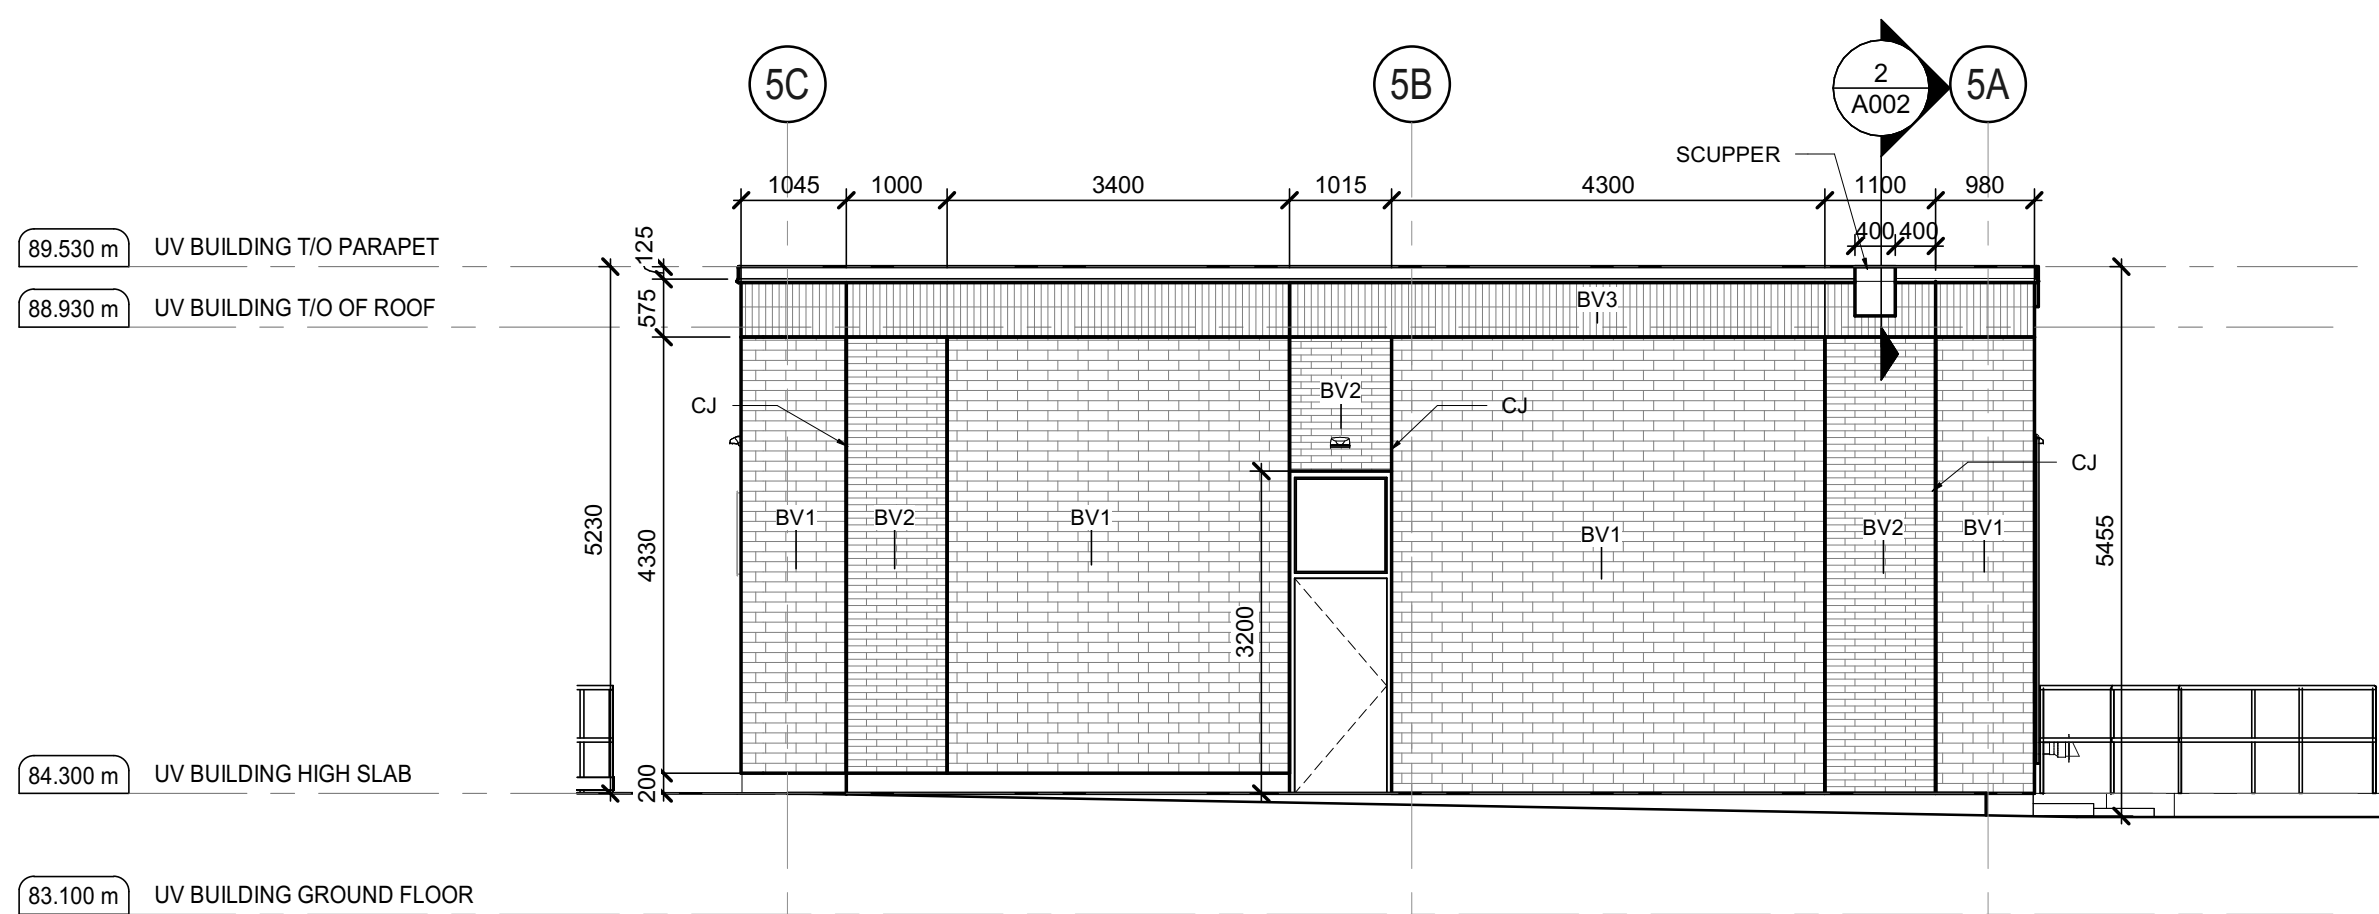 5C
5B
2
A002
5A
SCUPPER
1045
1000
3400
1015
4300
1100
980
400
400
89.530 m
UV BUILDING T/O PARAPET
125
88.930 m
UV BUILDING T/O OF ROOF
575
BV3
BV2
CJ
CJ
CJ
BV1
BV2
BV1
BV1
BV2
BV1
5230
4330
3200
5455
84.300 m
UV BUILDING HIGH SLAB
200
83.100 m
UV BUILDING GROUND FLOOR